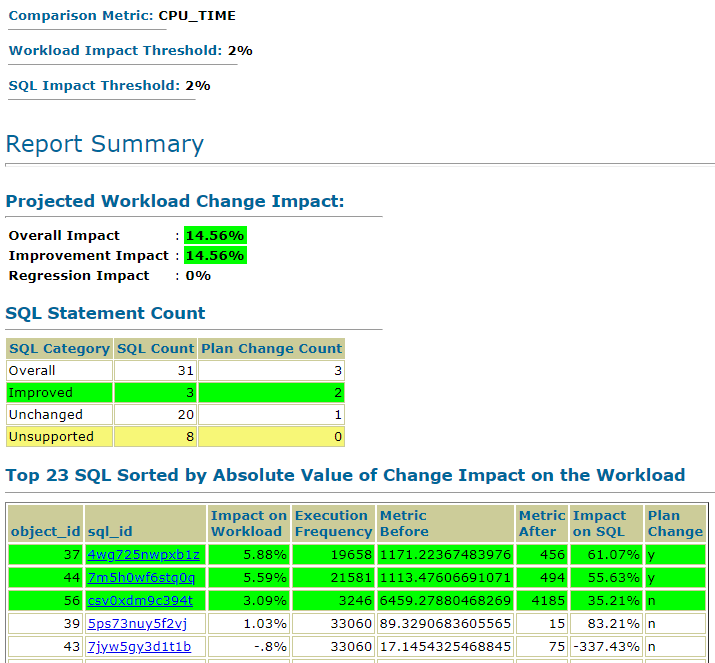 Comparison Metric: CPU_TIME
Workload Impact Threshold: 2%
SQL Impact Threshold: 2%
Report Summary
Projected Workload Change Impact:
Overall Impact : 14.56%
Improvement Impact : 14.56%
Regression Impact : 0%
SQL Statement Count
SQL Category SQL Count Plan Change Count
Overall 31 3
Improved 3 2
Unchanged 20 1
Unsupported 8 0
Top 23 SQL Sorted by Absolute Value of Change Impact on the Workload
object_id sql_id Impact on Workload Execution Frequency Metric Before Metric After Impact on SQL Plan Change
37 4wg725nwpxb1z 5.88% 19658 1171.22367483976 456 61.07% y
44 7m5h0wf6stq0q 5.59% 21581 1113.47606691071 494 55.63% y
56 csv0xdm9c394t 3.09% 3246 6459.27880468269 4185 35.21% n
39 5ps73nuy5f2vj 1.03% 33060 89.3290683605565 15 83.21% n
43 7jyw5gy3d1t1b -.8% 33060 17.1454325468845 75 -337.43% n